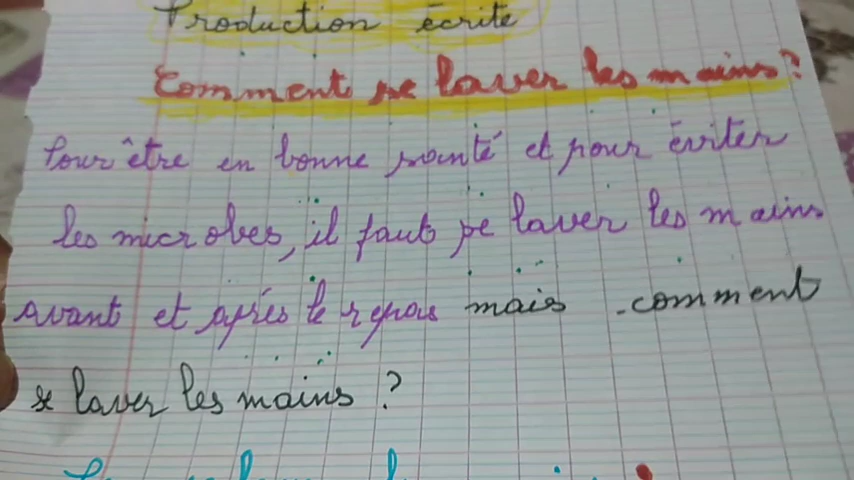 Production écrite
Comment se laver les mains?
Pour être en bonne santé et pour éviter
les microbes, il faut se laver les mains
avant et après le repas mais comment
se laver les mains ?